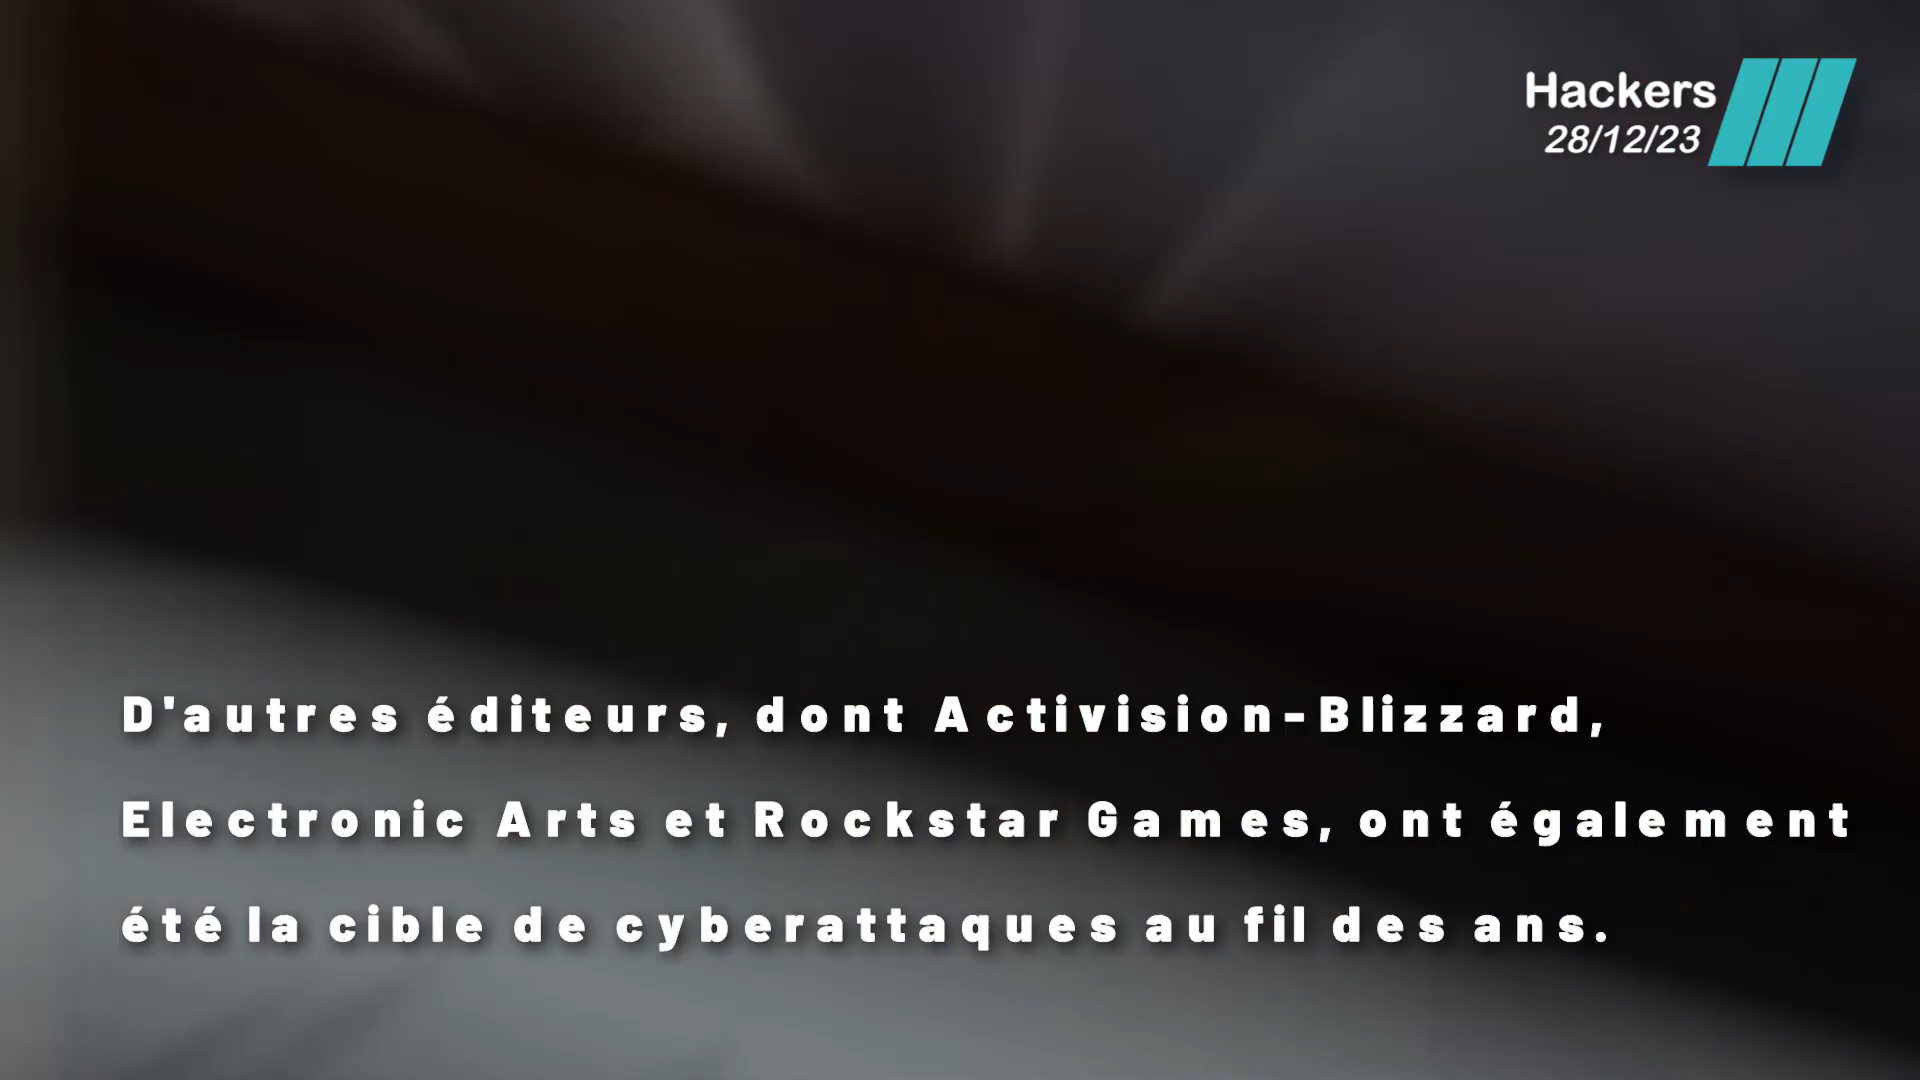 Hackers
28/12/23
D'autres éditeurs, dont Activision-Blizzard,
Electronic Arts et Rockstar Games, ont également
été la cible de cyberattaques au fil des ans.